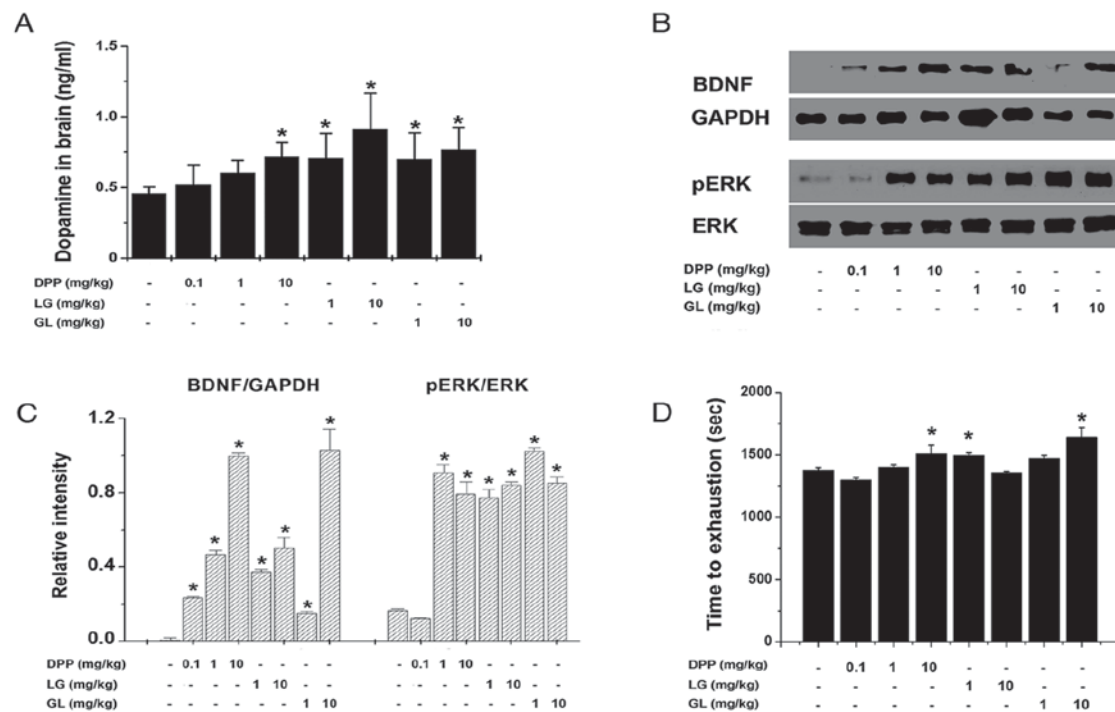 A
Dopamine in brain (ng/ml)
1.5
1.0
0.5
0
* * * * *
DPP (mg/kg) - 0.1 1 10 - - - -
LG (mg/kg) - - - - 1 10 - -
GL (mg/kg) - - - - - - 1 10
B
BDNF
GAPDH
pERK
ERK
DPP (mg/kg) - 0.1 1 10 - - - -
LG (mg/kg) - - - - 1 10 - -
GL (mg/kg) - - - - - - 1 10
C
BDNF/GAPDH pERK/ERK
Relative intensity
1.2
0.8
0.4
0.0
* * * * * * *
* * * * * *
DPP (mg/kg) - 0.1 1 10 - - - - - 0.1 1 10 - - - -
LG (mg/kg) - - - - 1 10 - - - - - - 1 10 - -
GL (mg/kg) - - - - - - 1 10 - - - - - - 1 10
D
Time to exhaustion (sec)
2000
1500
1000
500
0
* * *
DPP (mg/kg) - 0.1 1 10 - - - -
LG (mg/kg) - - - - 1 10 - -
GL (mg/kg) - - - - - - 1 10